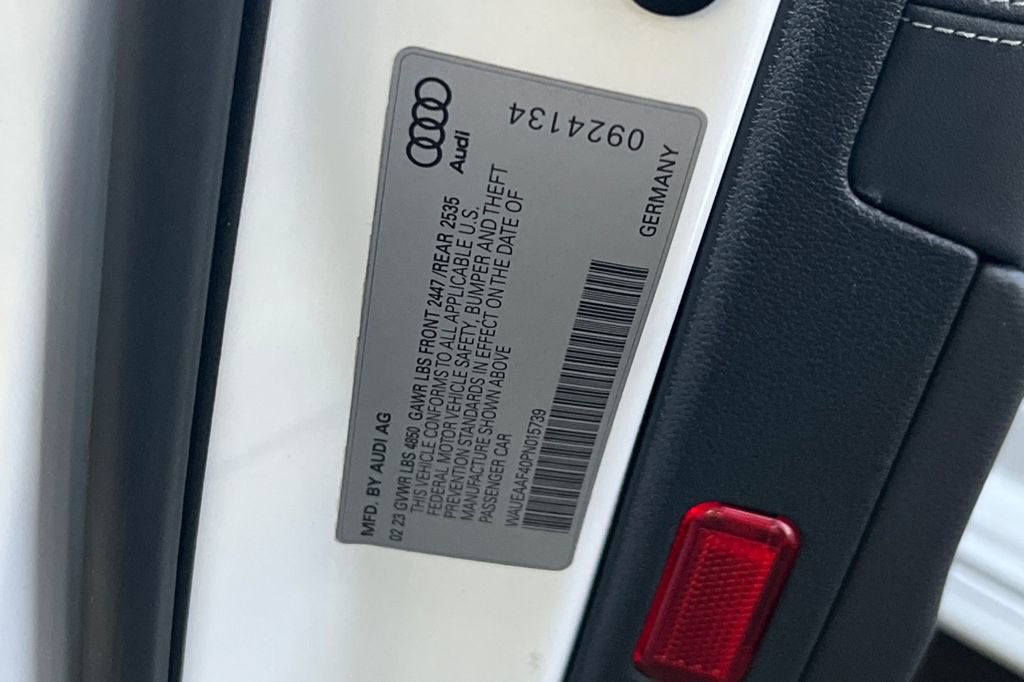 Audi
MFD. BY AUDI AG
02 23 GVWR LBS 4850 GAWR LBS FRONT 2447 /REAR 2535
THIS VEHICLE CONFORMS TO ALL APPLICABLE U.S.
FEDERAL MOTOR VEHICLE SAFETY, BUMPER AND THEFT
PREVENTION STANDARDS IN EFFECT ON THE DATE OF
MANUFACTURE SHOWN ABOVE
PASSENGER CAR
WAUEAAF40PN015739
GERMANY
0924134